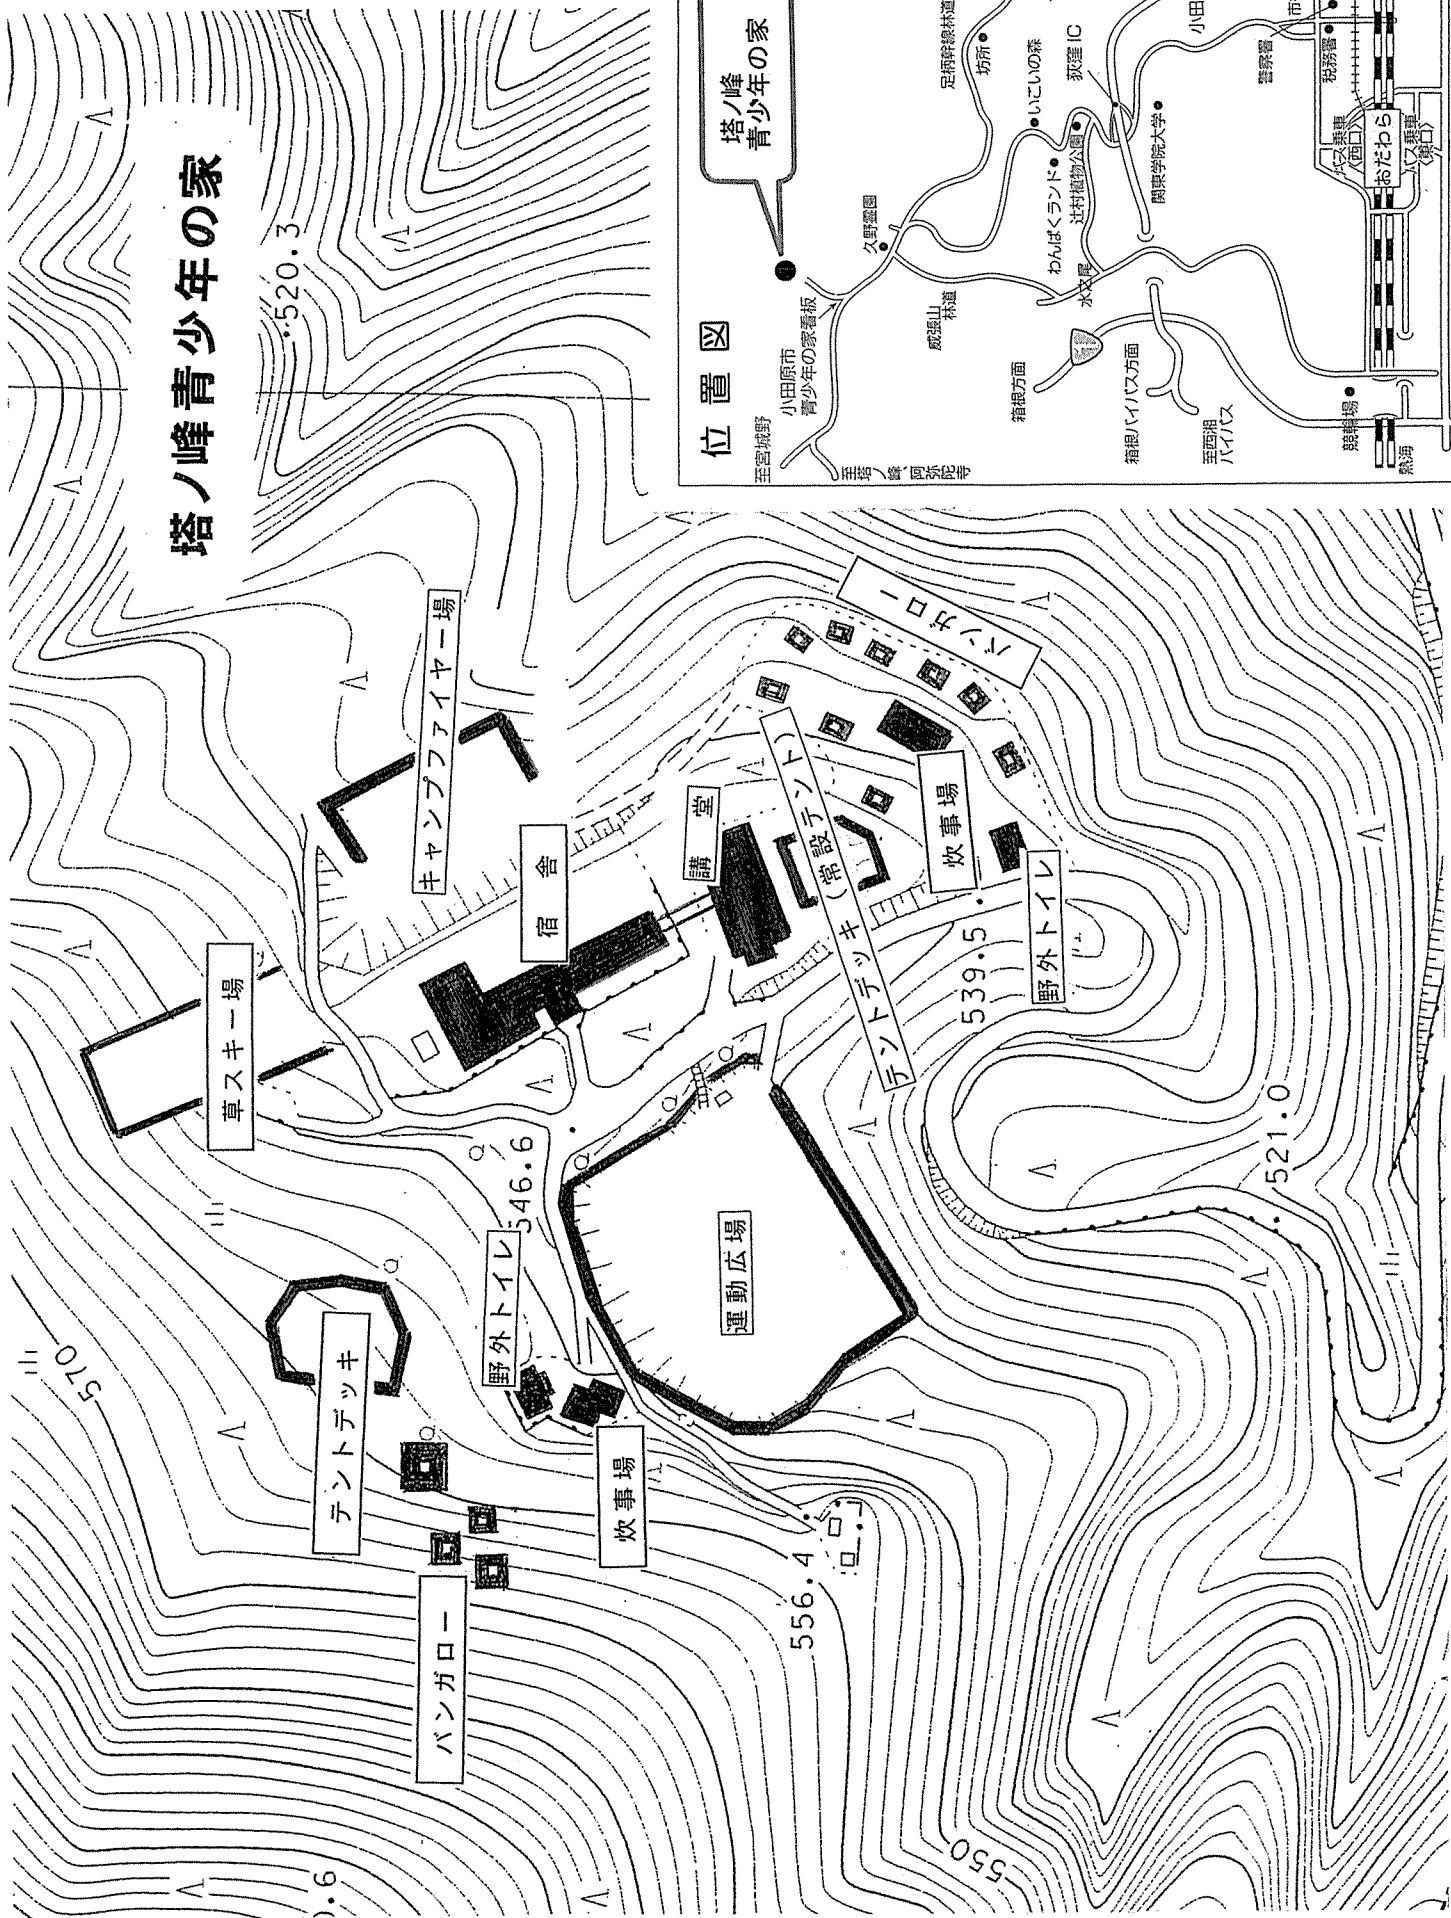 塔ノ峰青少年の家
520.3
キャンプファイヤー場
草スキー場
宿舎
講堂
テントデッキ(常設テント)
バンガロー
炊事場
野外トイレ
539.5
521.0
546.6
野外トイレ
運動広場
テントデッキ
570
炊事場
バンガロー
556.4
550
0.6
位置図
塔ノ峰
青少年の家
至宮城野
小田原市
青少年の家看板
至塔ノ峰、阿弥陀寺
久野霊園
威張山
林道
足柄幹線林道
坊所
いこいの森
わんぱくランド
辻村植物公園
荻窪IC
水之尾
関東学院大学
箱根方面
箱根バイパス方面
至西湘
バイパス
小田
警察署
税務署
市
バス乗車
(西口)
おだわら
バス乗車
(東口)
競輪場
熱海